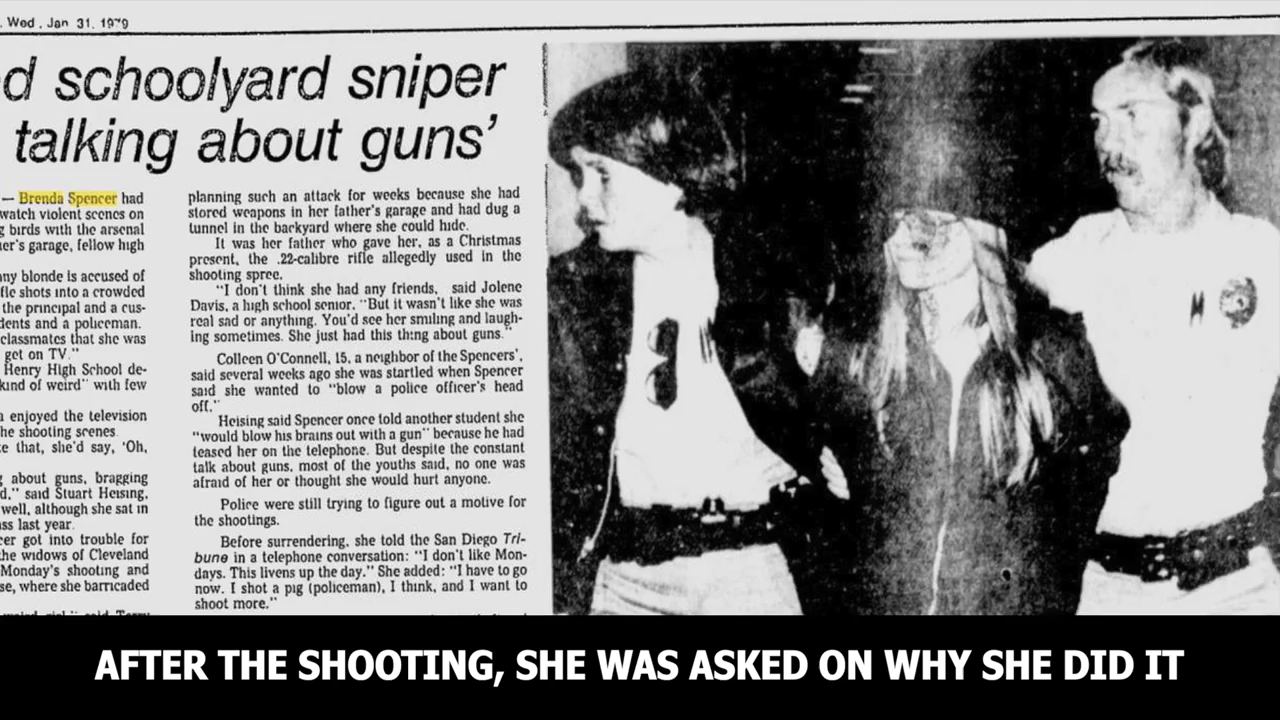 Wed, Jan 31, 1979
d schoolyard sniper
talking about guns'
— Brenda Spencer had
watch violent scenes on
g birds with the arsenal
er's garage, fellow high
ny blonde is accused of
fle shots into a crowded
the principal and a cus-
dents and a policeman.
classmates that she was
get on TV."
Henry High School de-
kind of weird" with few
a enjoyed the television
he shooting scenes.
e that, she'd say, 'Oh,
g about guns, bragging
d," said Stuart Heising,
well, although she sat in
ss last year.
cer got into trouble for
the widows of Cleveland
Monday's shooting and
se, where she barricaded
planning such an attack for weeks because she had
stored weapons in her father's garage and had dug a
tunnel in the backyard where she could hide.
It was her father who gave her, as a Christmas
present, the .22-calibre rifle allegedly used in the
shooting spree.
"I don't think she had any friends, said Jolene
Davis, a high school senior. "But it wasn't like she was
real sad or anything. You'd see her smiling and laugh-
ing sometimes. She just had this thing about guns."
Colleen O'Connell, 15, a neighbor of the Spencers',
said several weeks ago she was startled when Spencer
said she wanted to "blow a police officer's head
off."
Heising said Spencer once told another student she
"would blow his brains out with a gun" because he had
teased her on the telephone. But despite the constant
talk about guns, most of the youths said, no one was
afraid of her or thought she would hurt anyone.
Police were still trying to figure out a motive for
the shootings.
Before surrendering, she told the San Diego Tri-
bune in a telephone conversation: "I don't like Mon-
days. This livens up the day." She added: "I have to go
now. I shot a pig (policeman), I think, and I want to
shoot more."
AFTER THE SHOOTING, SHE WAS ASKED ON WHY SHE DID IT